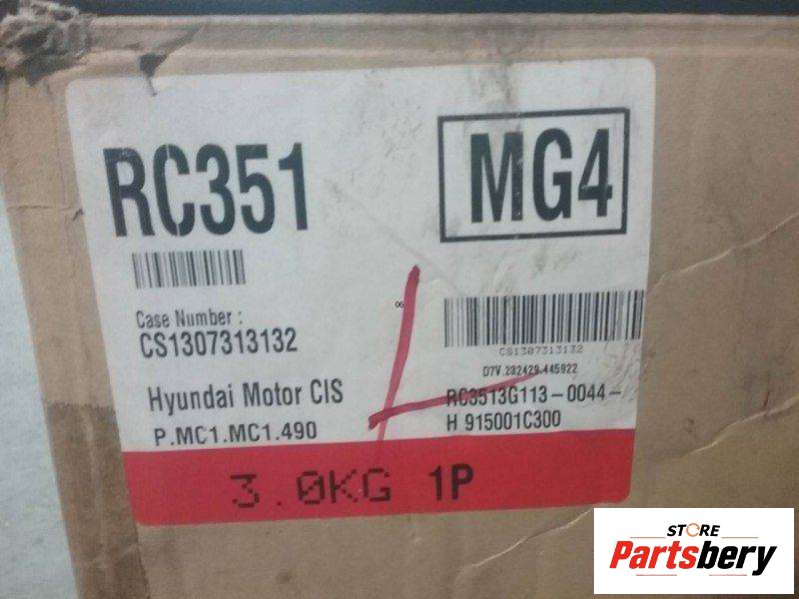 RC351
MG4
Case Number :
CS1307313132
CS1307313132
Hyundai Motor CIS
P.MC1.MC1.490
D7V.282429.445922
RC3513G113-0044-
H 915001C300
3.0KG 1P
STORE
Partsbery